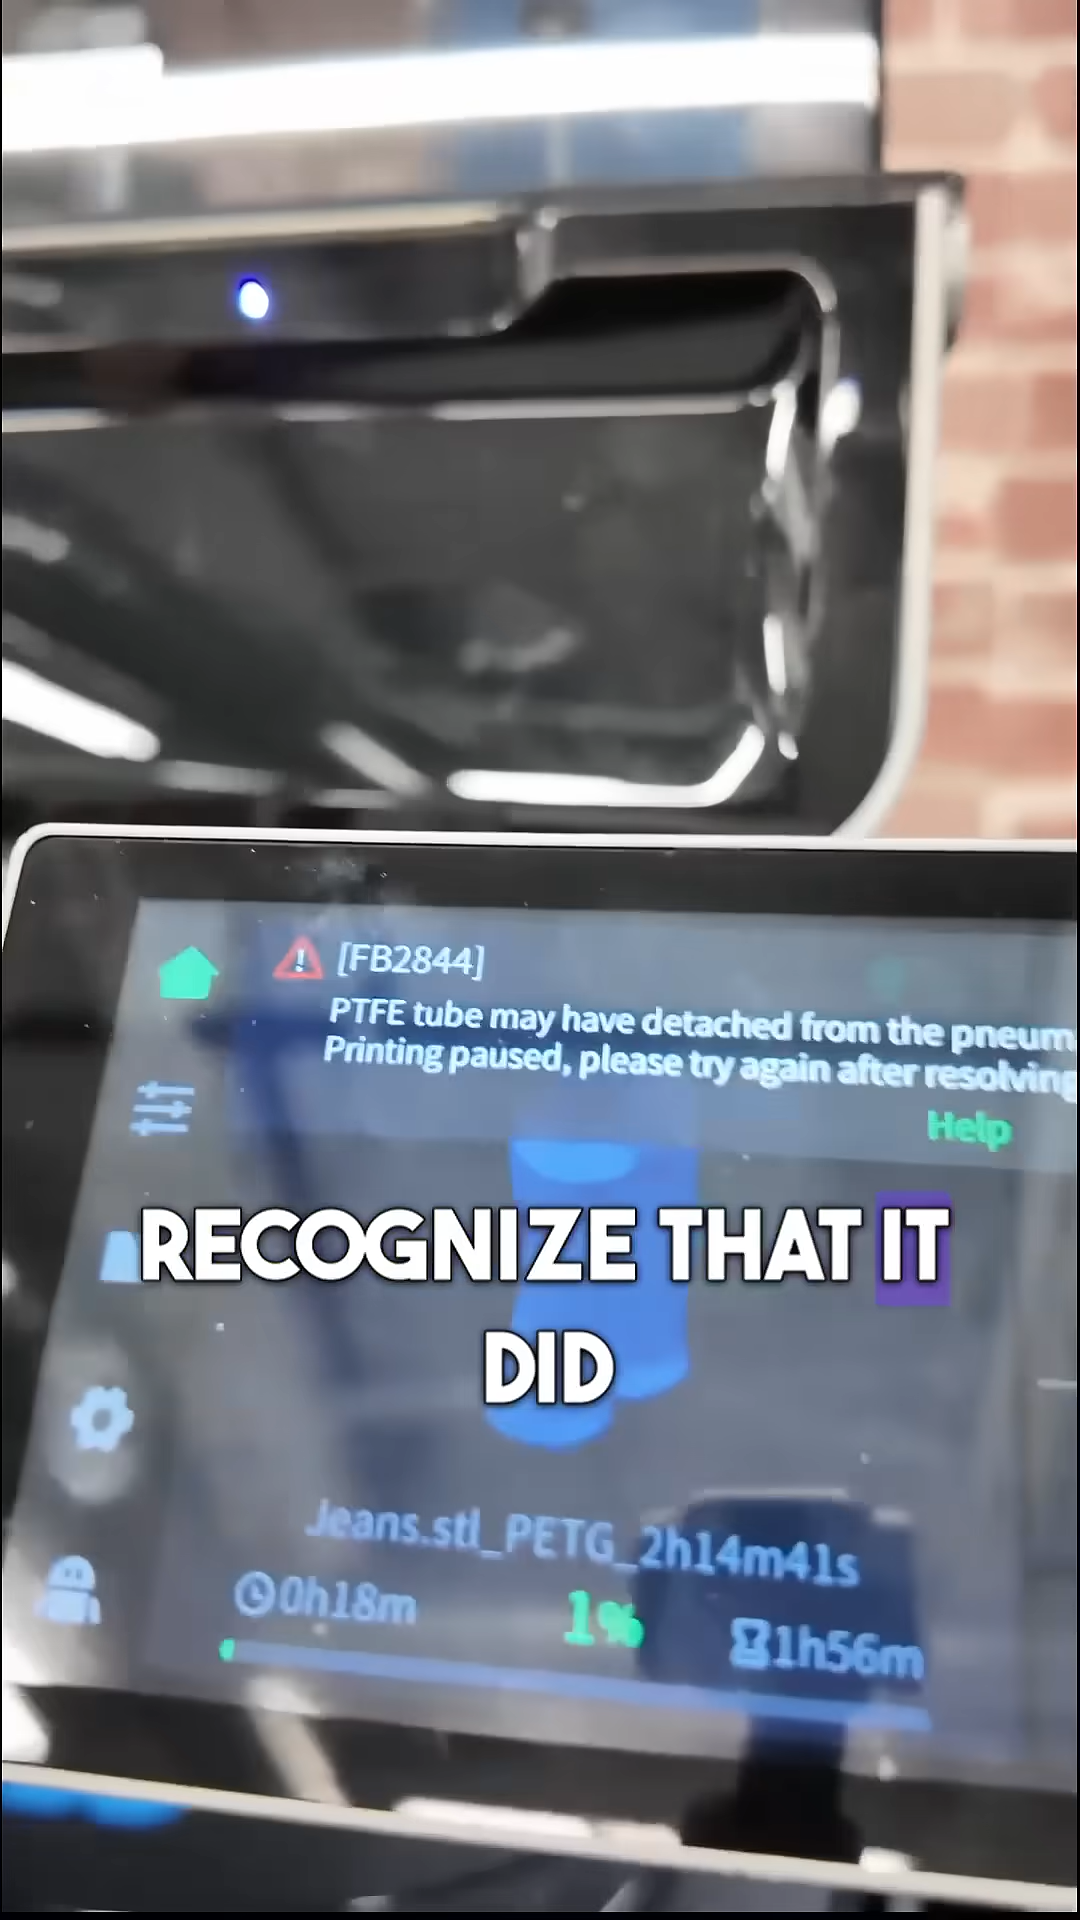 [FB2844]
PTFE tube may have detached from the pneum
Printing paused, please try again after resolving
Help
RECOGNIZE THAT IT
DID
Jeans.stl_PETG_2h14m41s
0h18m
1%
1h56m